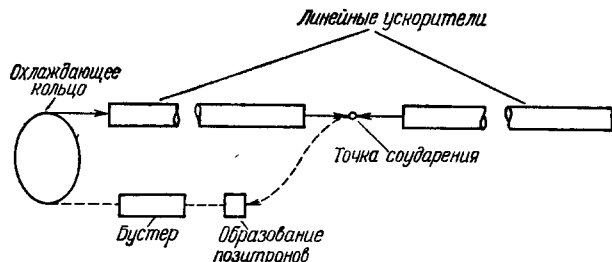 Линейные ускорители
Охлаждающее
кольцо
Точка соударения
Бустер
Образование
позитронов